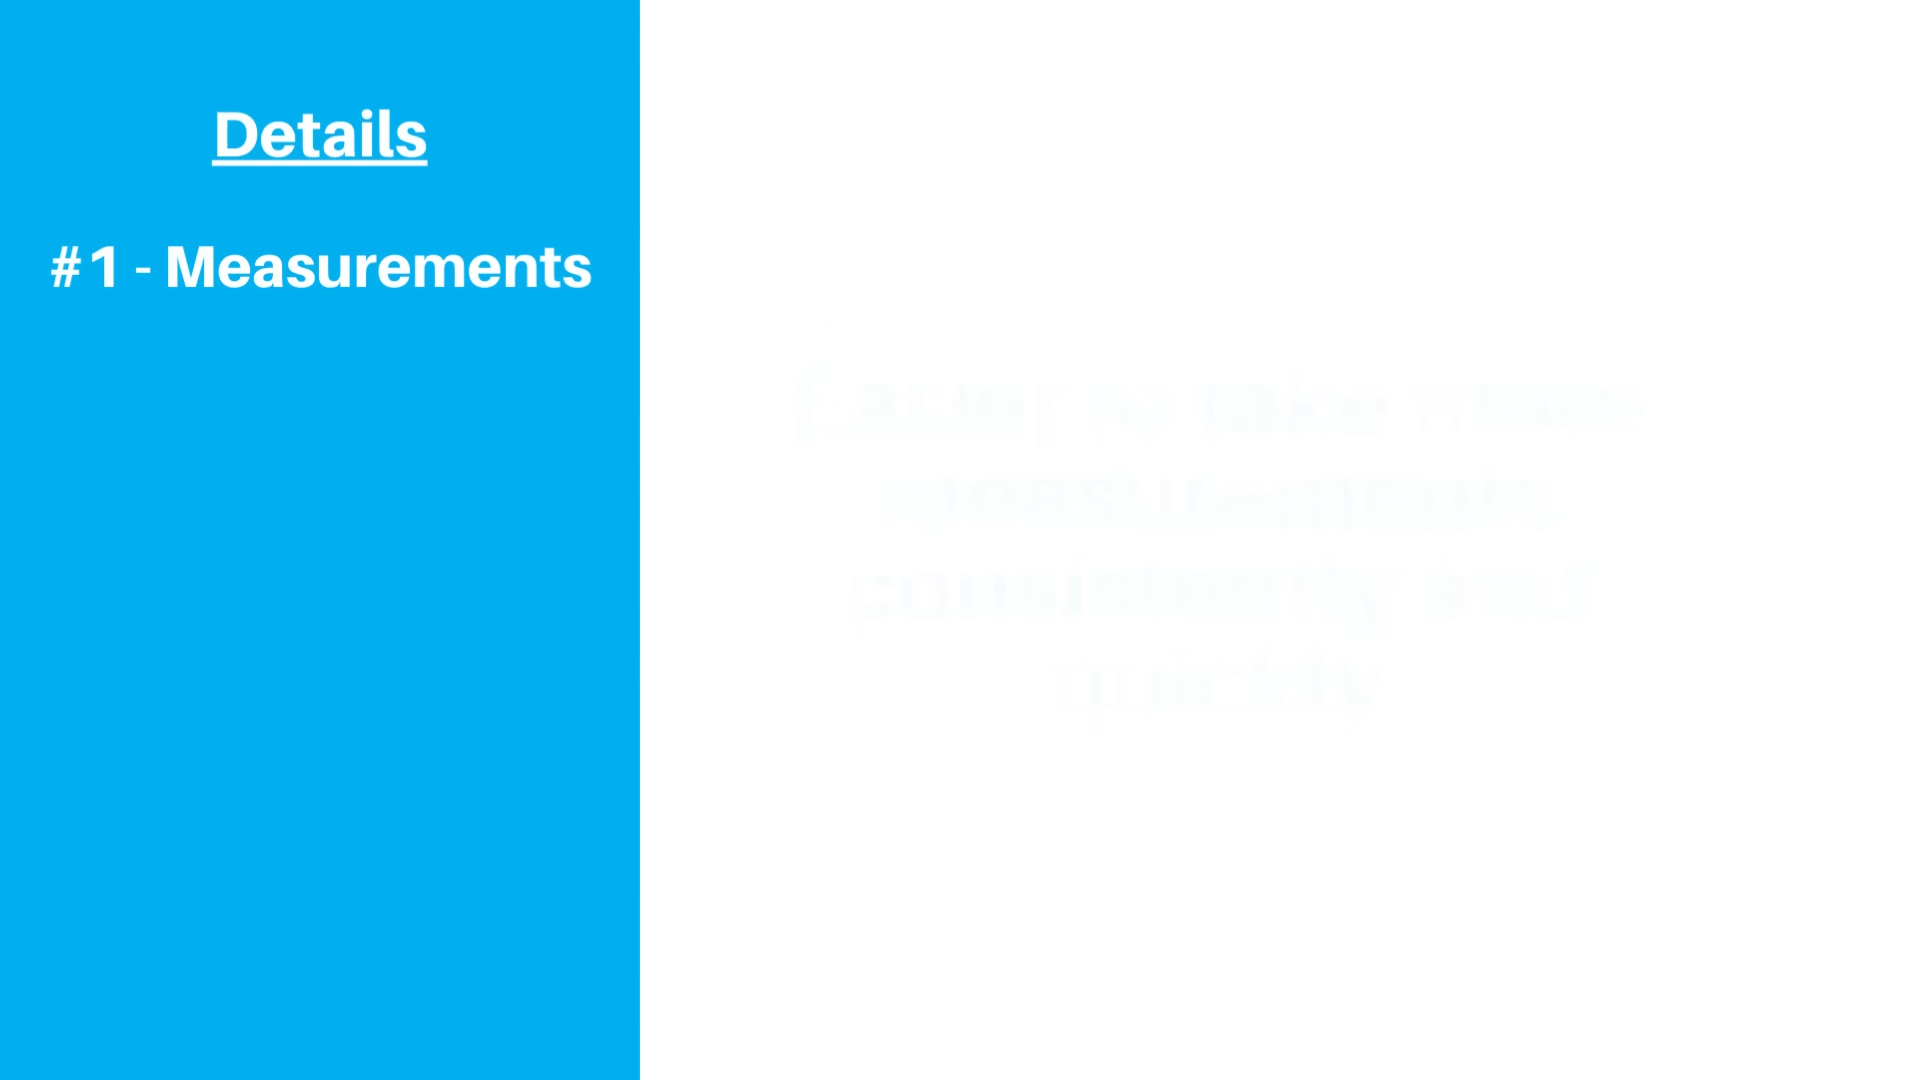 Details
#1 - Measurements
Easier to take more
measurements
consistently and
quickly